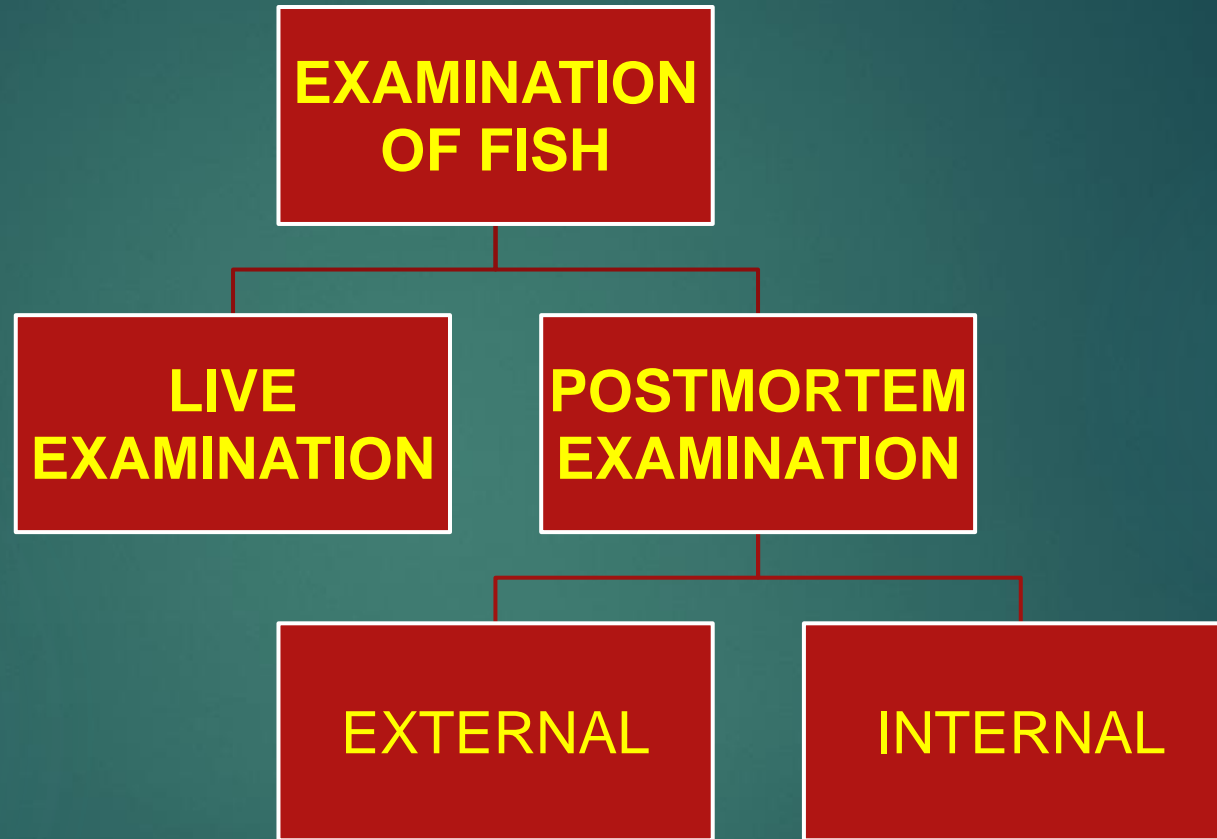 EXAMINATION
OF FISH
LIVE
EXAMINATION
POSTMORTEM
EXAMINATION
EXTERNAL
INTERNAL